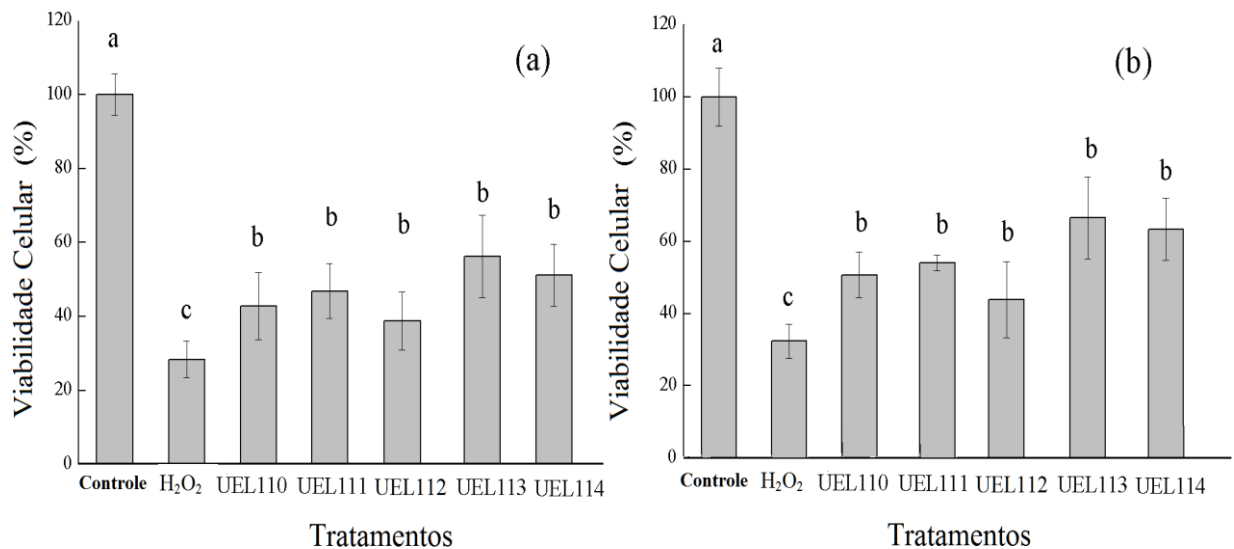 120
a
(a)
100
80
b
b
b
b
b
60
c
40
20
0
Viabilidade Celular (%)
Controle H₂O₂ UEL110 UEL111 UEL112 UEL113 UEL114
Tratamentos
120
a
(b)
100
80
b
b
b
b
b
60
c
40
20
0
Viabilidade Celular (%)
Controle H₂O₂ UEL110 UEL111 UEL112 UEL113 UEL114
Tratamentos